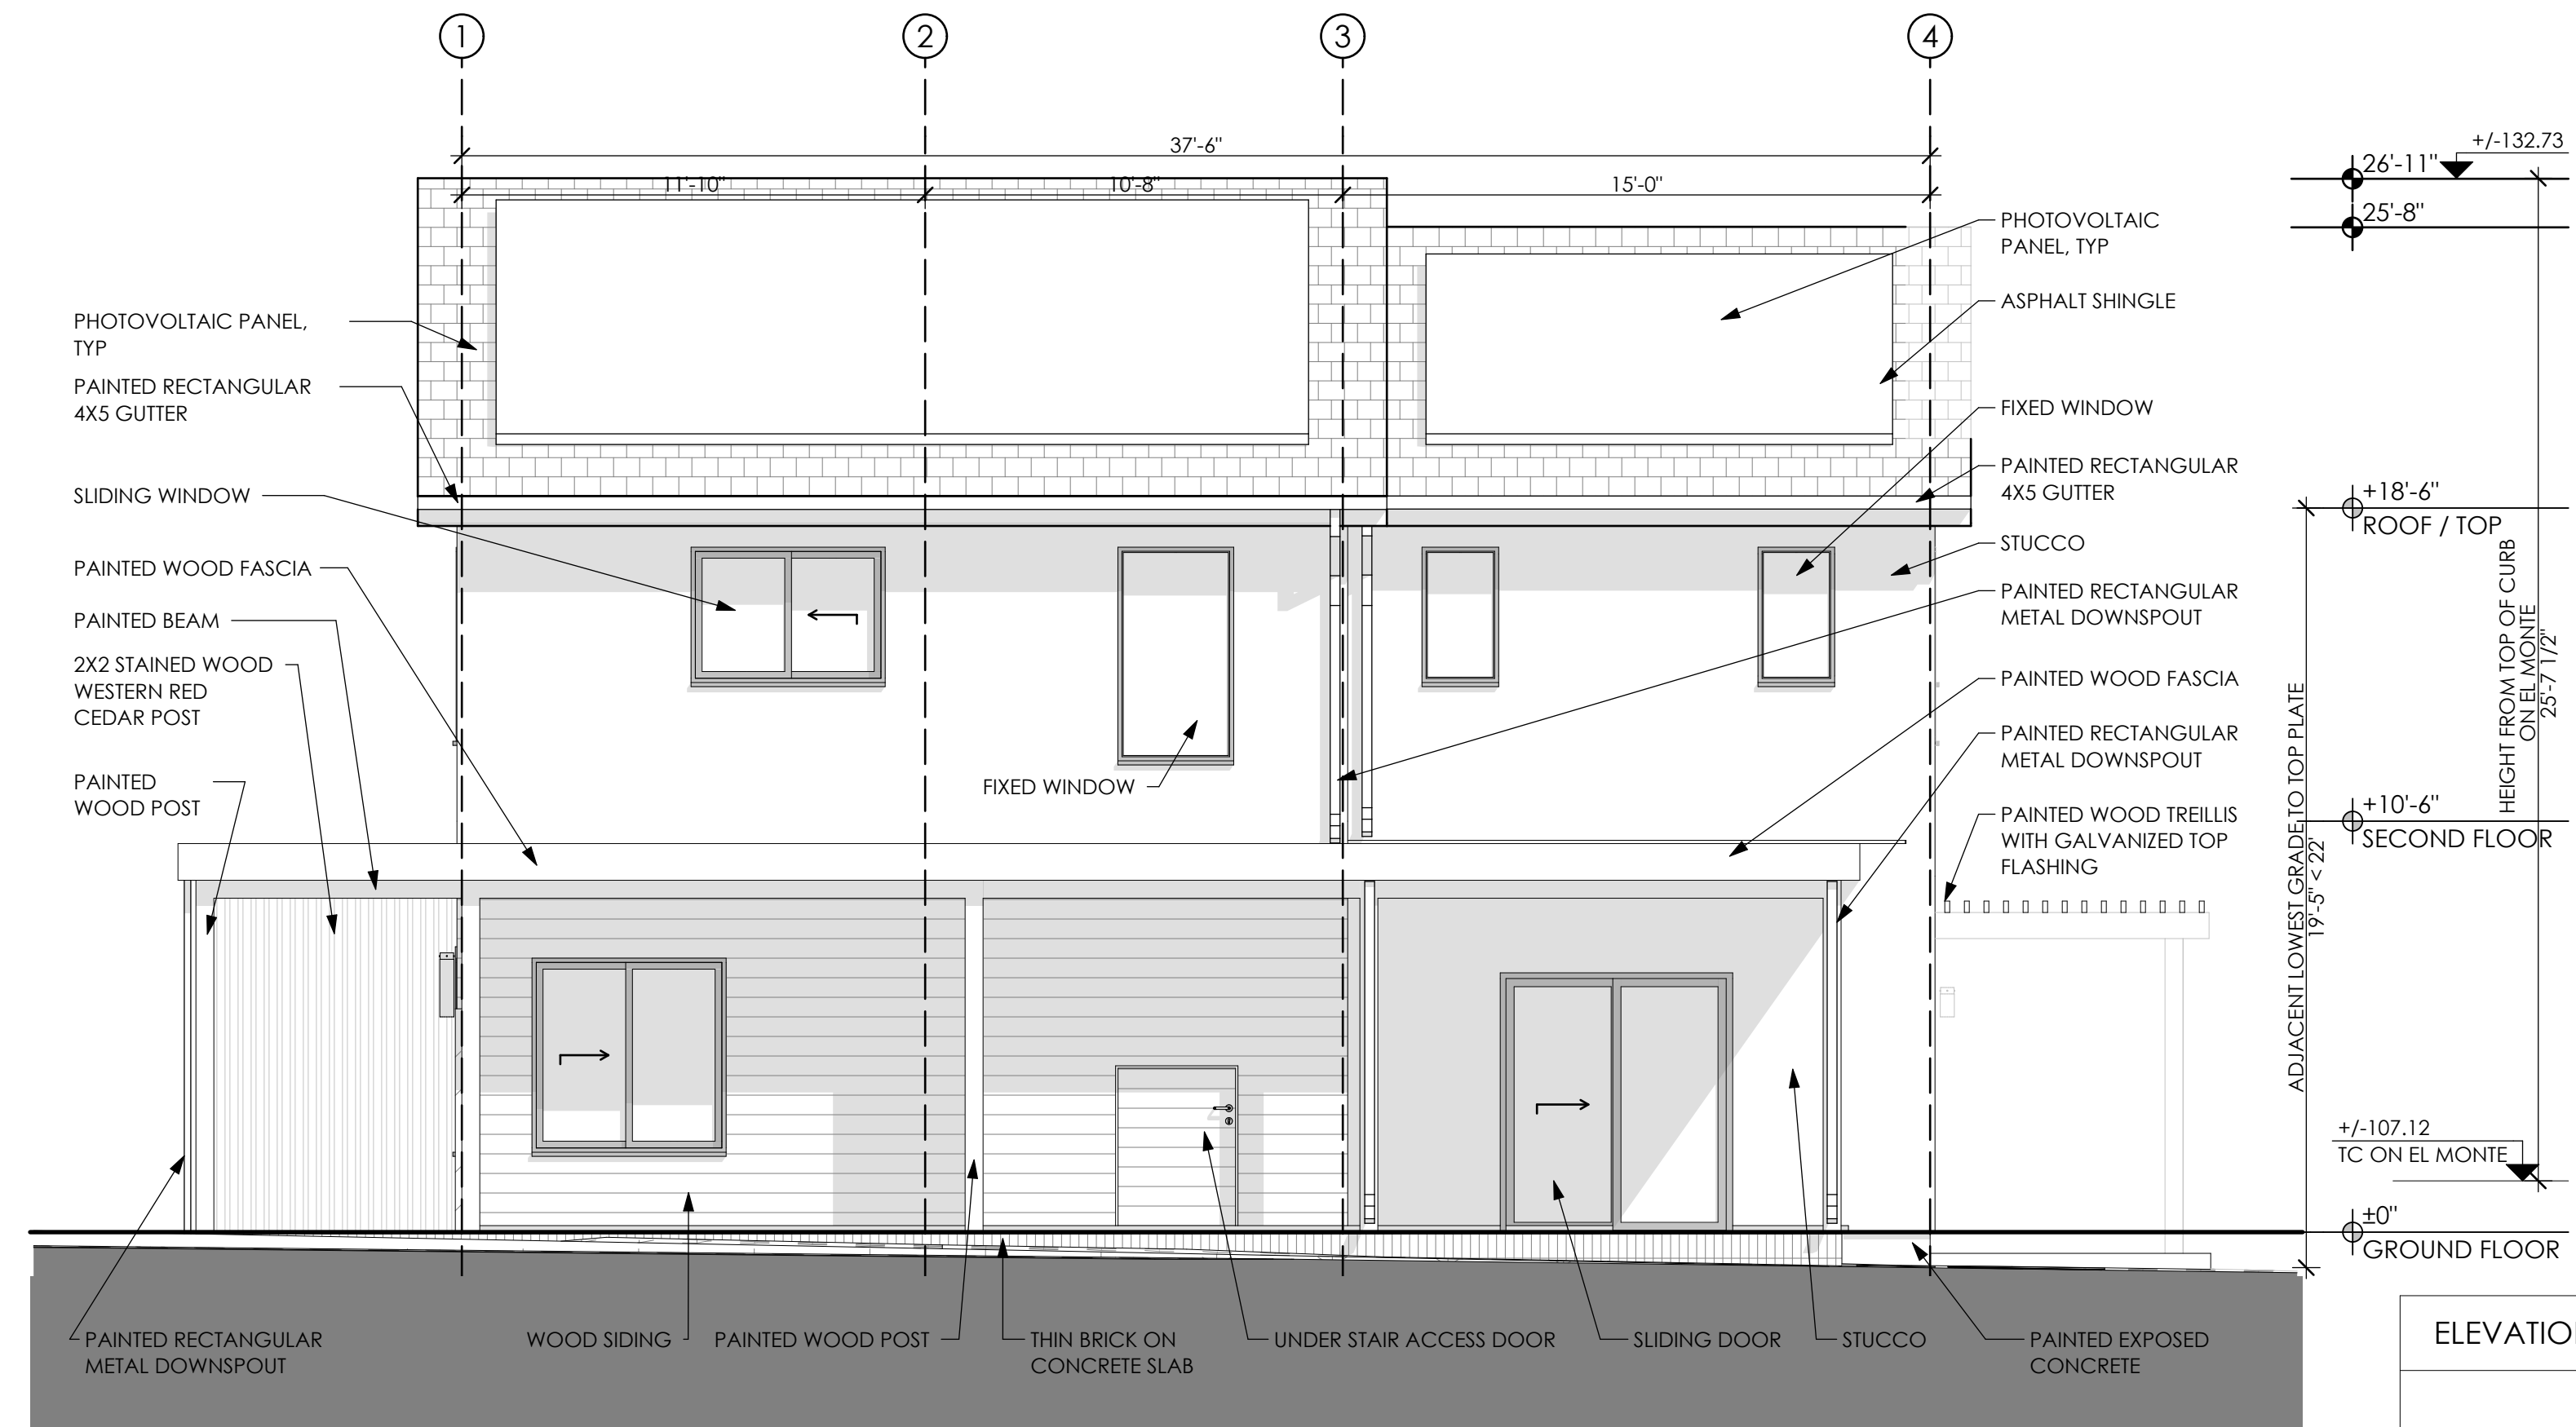 1
2
3
4
37'-6"
11'-10"
10'-8"
15'-0"
PHOTOVOLTAIC PANEL,
TYP
PAINTED RECTANGULAR
4X5 GUTTER
SLIDING WINDOW
PAINTED WOOD FASCIA
PAINTED BEAM
2X2 STAINED WOOD
WESTERN RED
CEDAR POST
PAINTED
WOOD POST
FIXED WINDOW
PHOTOVOLTAIC
PANEL, TYP
ASPHALT SHINGLE
FIXED WINDOW
PAINTED RECTANGULAR
4X5 GUTTER
STUCCO
PAINTED RECTANGULAR
METAL DOWNSPOUT
PAINTED WOOD FASCIA
PAINTED RECTANGULAR
METAL DOWNSPOUT
PAINTED WOOD TREILLIS
WITH GALVANIZED TOP
FLASHING
+/-132.73
26'-11"
25'-8"
+18'-6"
ROOF / TOP
+10'-6"
SECOND FLOOR
HEIGHT FROM TOP OF CURB
ON EL MONTE
25'-7 1/2"
ADJACENT LOWEST GRADE TO TOP PLATE
19'-5" < 22'
+/-107.12
TC ON EL MONTE
±0"
GROUND FLOOR
PAINTED RECTANGULAR
METAL DOWNSPOUT
WOOD SIDING
PAINTED WOOD POST
THIN BRICK ON
CONCRETE SLAB
UNDER STAIR ACCESS DOOR
SLIDING DOOR
STUCCO
PAINTED EXPOSED
CONCRETE